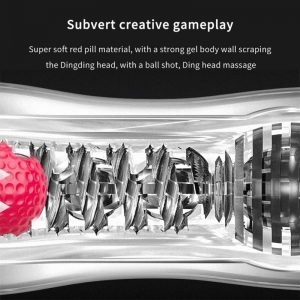 Subvert creative gameplay
Super soft red pill material, with a strong gel body wall scraping
the Dingding head, with a ball shot, Ding head massage